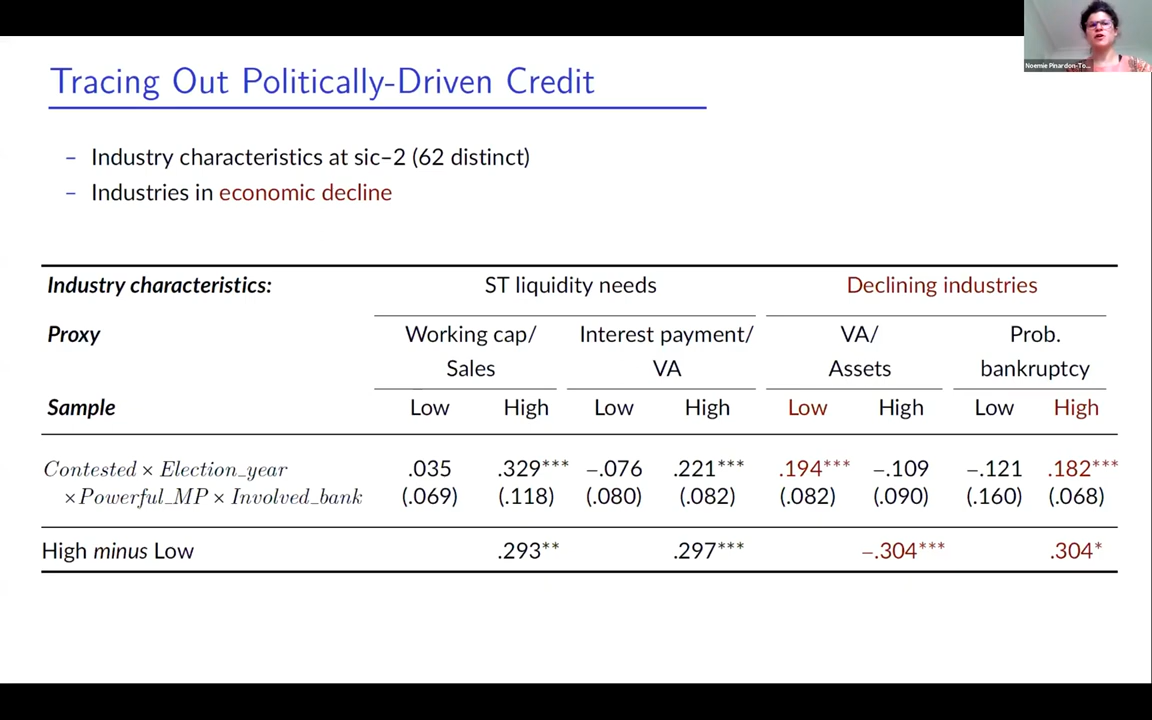 Noemie Pinardon-To...
Tracing Out Politically-Driven Credit
– Industry characteristics at sic–2 (62 distinct)
– Industries in economic decline
Industry characteristics: ST liquidity needs Declining industries
Proxy Working cap/ Interest payment/ VA/ Prob.
Sales VA Assets bankruptcy
Sample Low High Low High Low High Low High
Contested × Election_year .035 .329*** –.076 .221*** .194*** –.109 –.121 .182***
×Powerful_MP × Involved_bank (.069) (.118) (.080) (.082) (.082) (.090) (.160) (.068)
High minus Low .293** .297*** –.304*** .304*